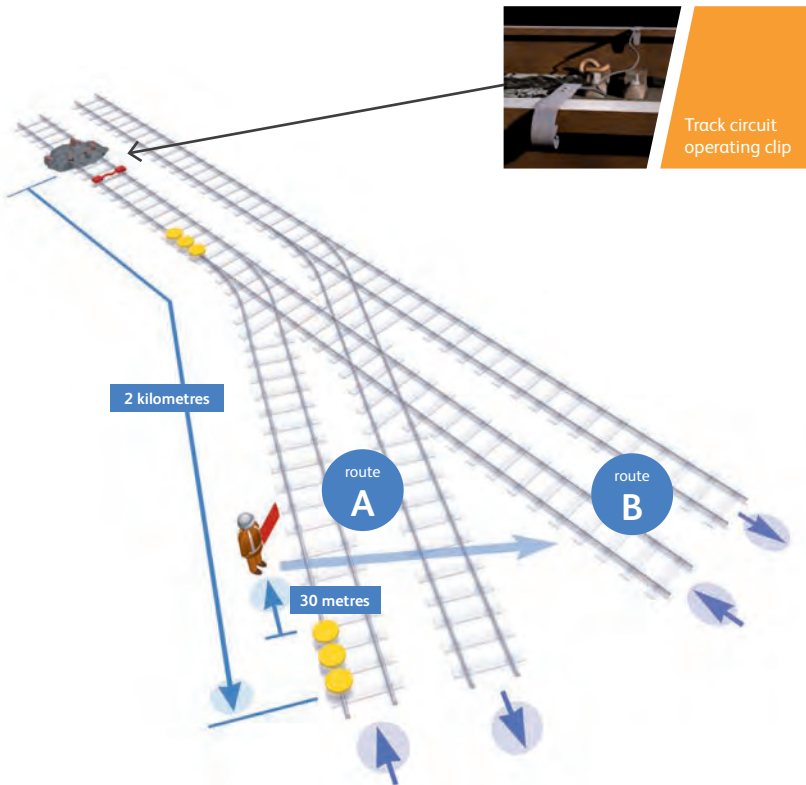 Track circuit
operating clip
2 kilometres
route
A
route
B
30 metres